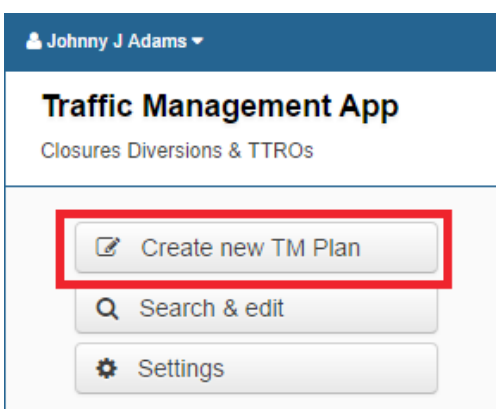 Johnny J Adams
Traffic Management App
Closures Diversions & TTROs
Create new TM Plan
Search & edit
Settings